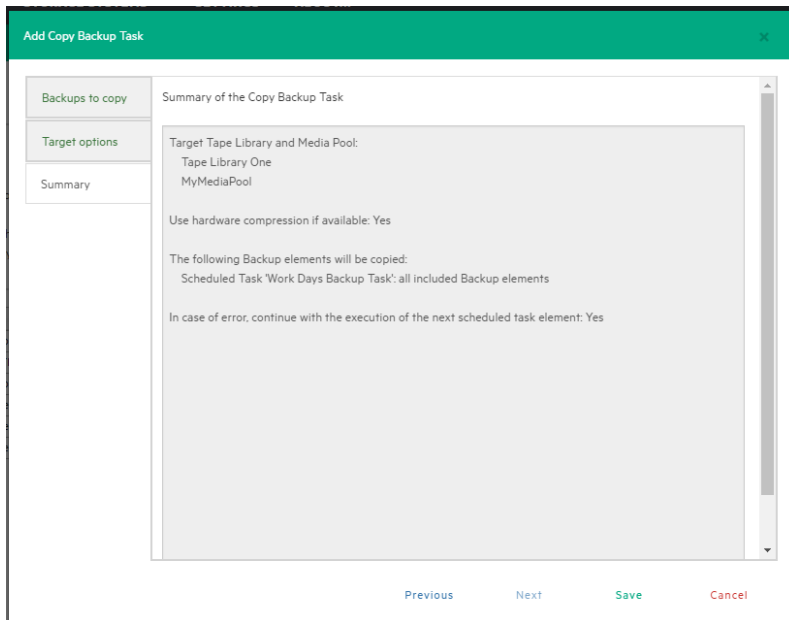 Add Copy Backup Task
×
Backups to copy
Summary of the Copy Backup Task
Target options
Target Tape Library and Media Pool:
Tape Library One
MyMediaPool
Summary
Use hardware compression if available: Yes
The following Backup elements will be copied:
Scheduled Task 'Work Days Backup Task': all included Backup elements
In case of error, continue with the execution of the next scheduled task element: Yes
Previous
Next
Save
Cancel